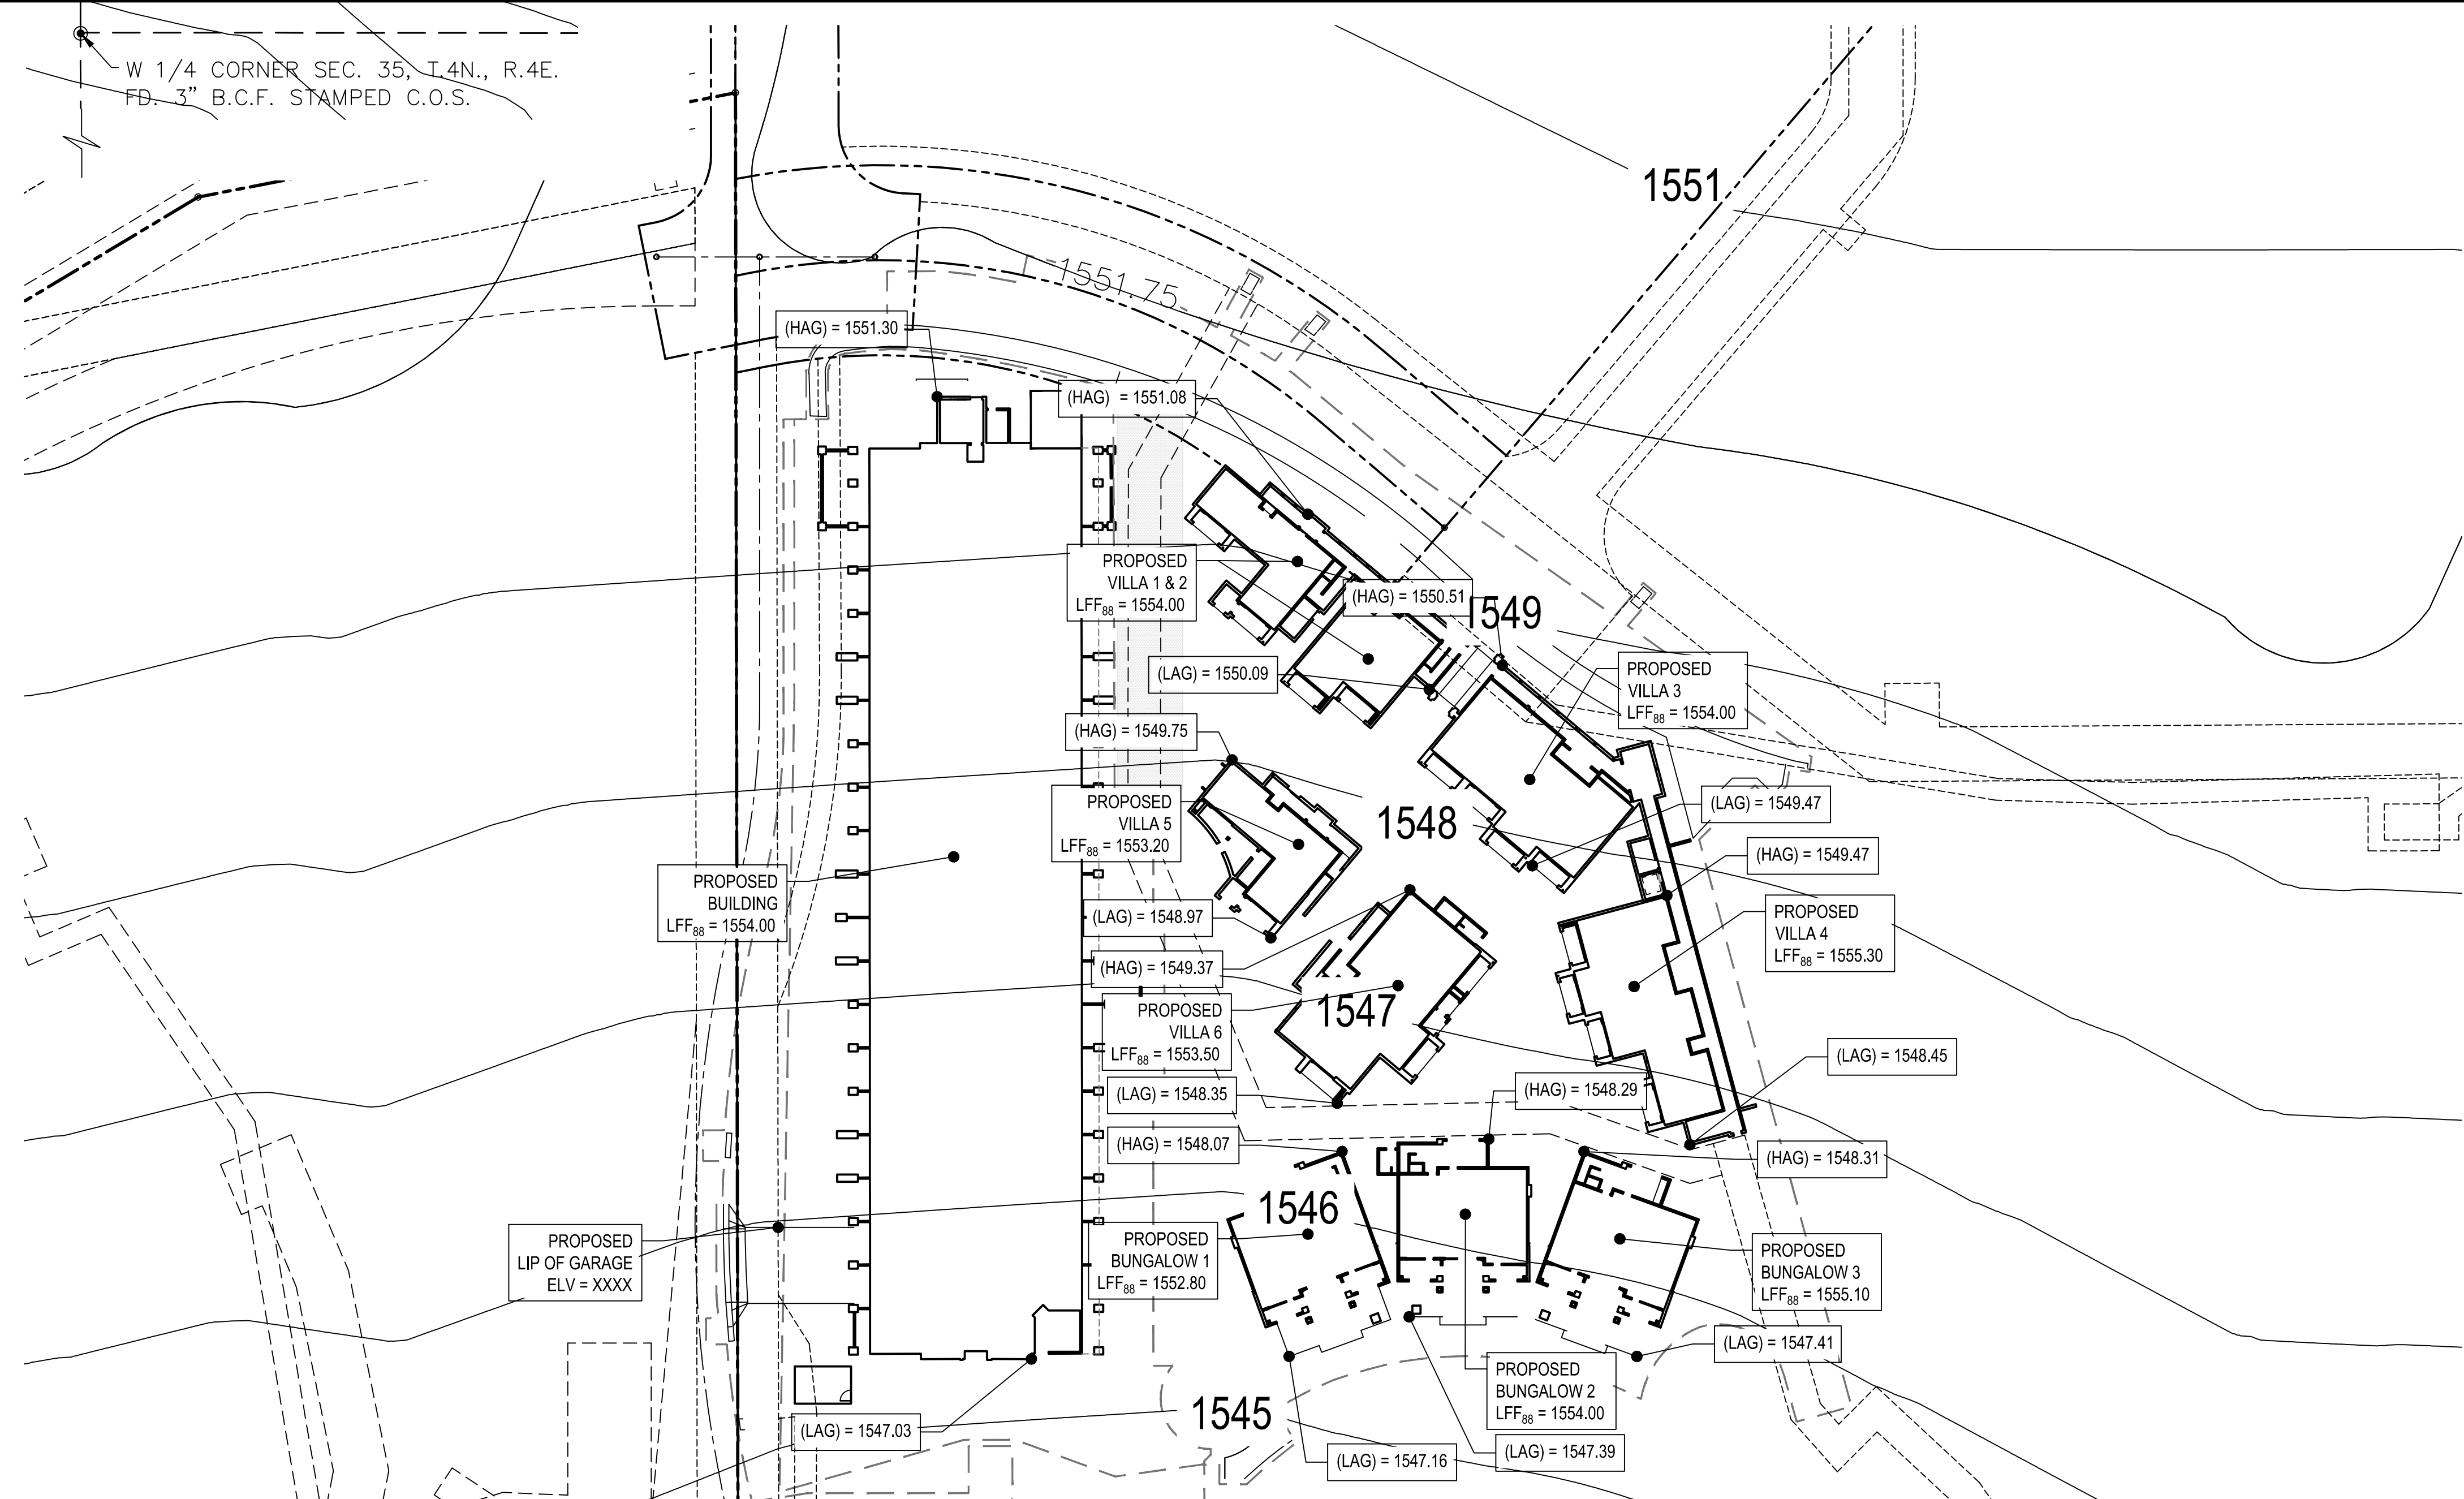 W 1/4 CORNER SEC. 35, T.4N., R.4E.
FD. 3" B.C.F. STAMPED C.O.S.
1551
1551.75
(HAG) = 1551.30
(HAG) = 1551.08
PROPOSED
VILLA 1 & 2
LFF88 = 1554.00
(HAG) = 1550.51
1549
(LAG) = 1550.09
PROPOSED
VILLA 3
LFF88 = 1554.00
(HAG) = 1549.75
PROPOSED
VILLA 5
LFF88 = 1553.20
1548
(LAG) = 1549.47
(HAG) = 1549.47
PROPOSED
BUILDING
LFF88 = 1554.00
(LAG) = 1548.97
PROPOSED
VILLA 4
LFF88 = 1555.30
(HAG) = 1549.37
PROPOSED
VILLA 6
LFF88 = 1553.50
1547
(LAG) = 1548.45
(LAG) = 1548.35
(HAG) = 1548.29
(HAG) = 1548.07
(HAG) = 1548.31
1546
PROPOSED
LIP OF GARAGE
ELV = XXXX
PROPOSED
BUNGALOW 1
LFF88 = 1552.80
PROPOSED
BUNGALOW 3
LFF88 = 1555.10
(LAG) = 1547.41
PROPOSED
BUNGALOW 2
LFF88 = 1554.00
1545
(LAG) = 1547.03
(LAG) = 1547.16
(LAG) = 1547.39